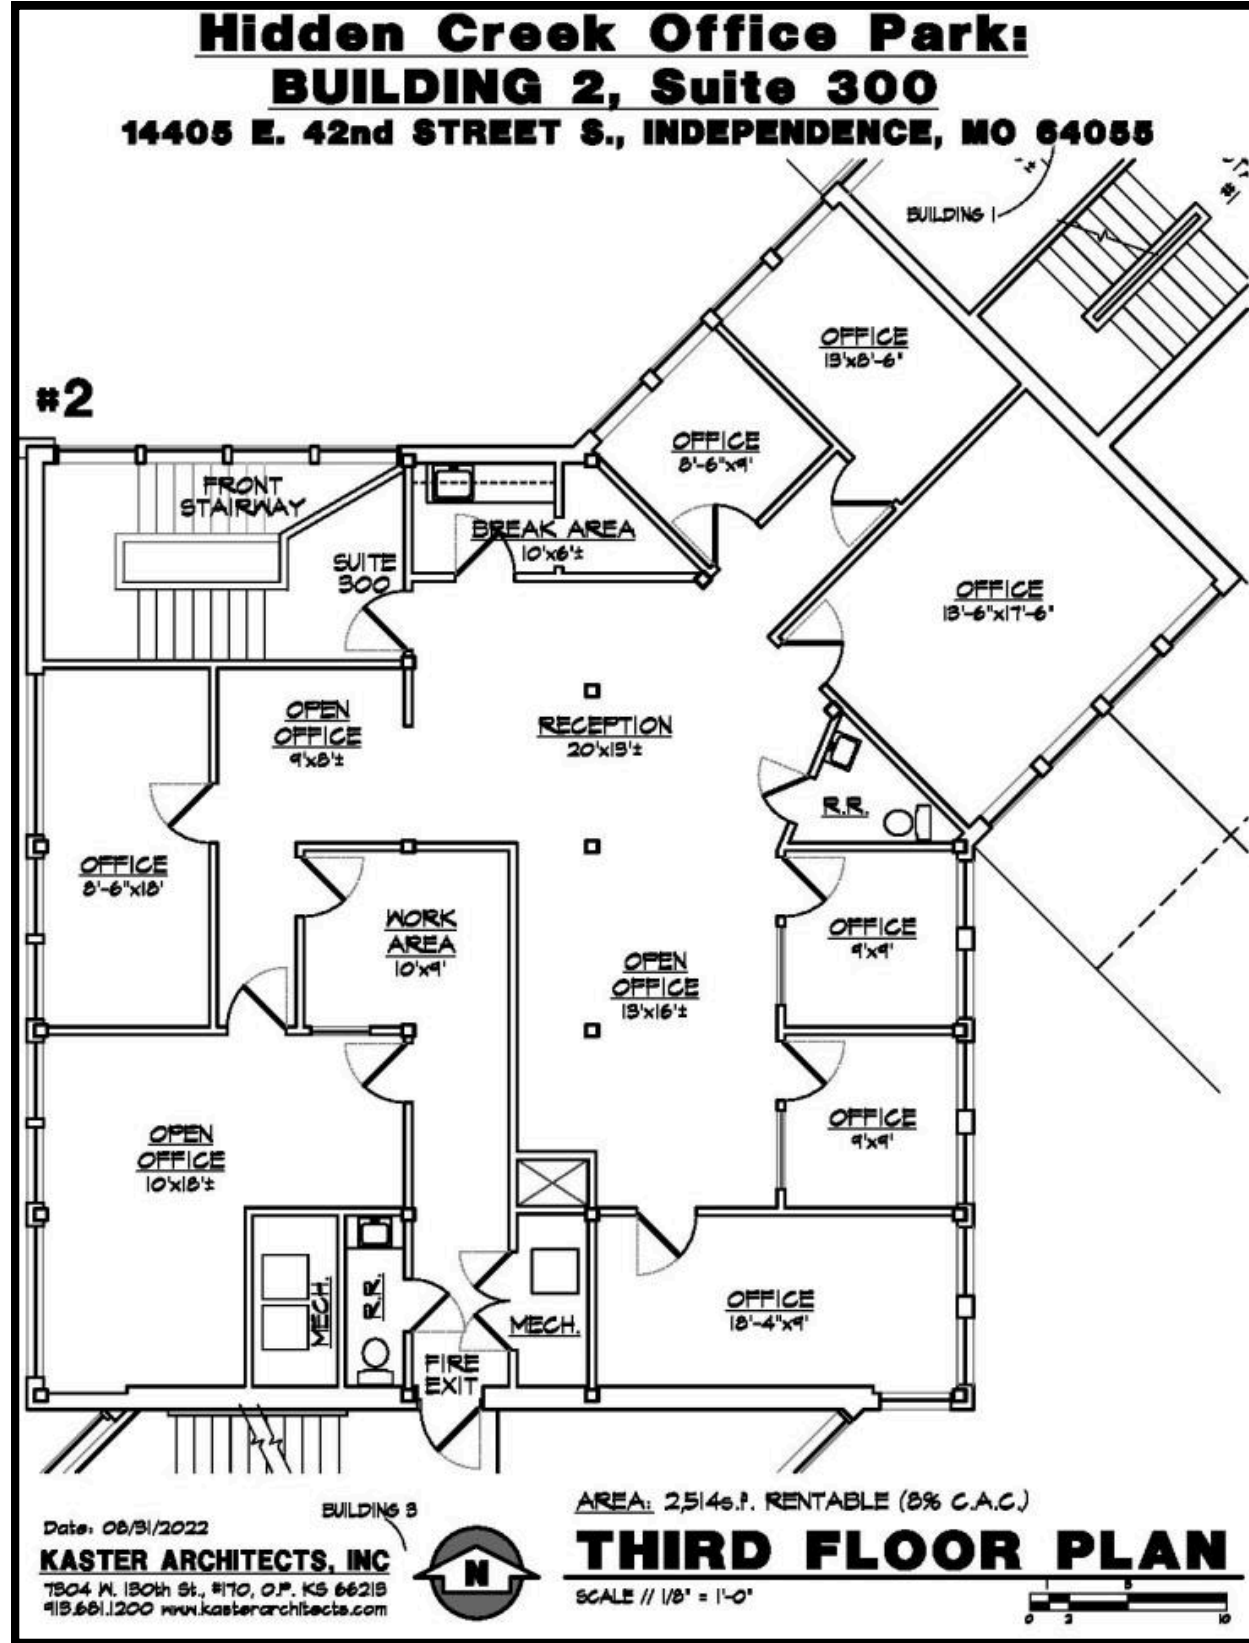 Hidden Creek Office Park:
BUILDING 2, Suite 300
14405 E. 42nd STREET S., INDEPENDENCE, MO 64055
BUILDING 1
#
#2
OFFICE
13'x8'-6"
OFFICE
8'-6"x9'
FRONT
STAIRWAY
BREAK AREA
10'x6'±
SUITE
300
OFFICE
13'-6"x17'-6"
OPEN
OFFICE
9'x8'±
RECEPTION
20'x13'±
R.R.
OFFICE
8'-6"x18'
WORK
AREA
10'x9'
OFFICE
9'x9'
OPEN
OFFICE
13'x16'±
OPEN
OFFICE
10'x18'±
OFFICE
9'x9'
MECH.
R.R.
MECH.
OFFICE
18'-4"x9'
FIRE
EXIT
BUILDING 3
AREA: 2,514s.f. RENTABLE (8% C.A.C.)
Date: 08/31/2022
KASTER ARCHITECTS, INC
7304 W. 130th St., #170, O.P. KS 66213
913.681.1200 www.kasterarchitects.com
N
THIRD FLOOR PLAN
SCALE // 1/8" = 1'-0"
1 5
0 2 10